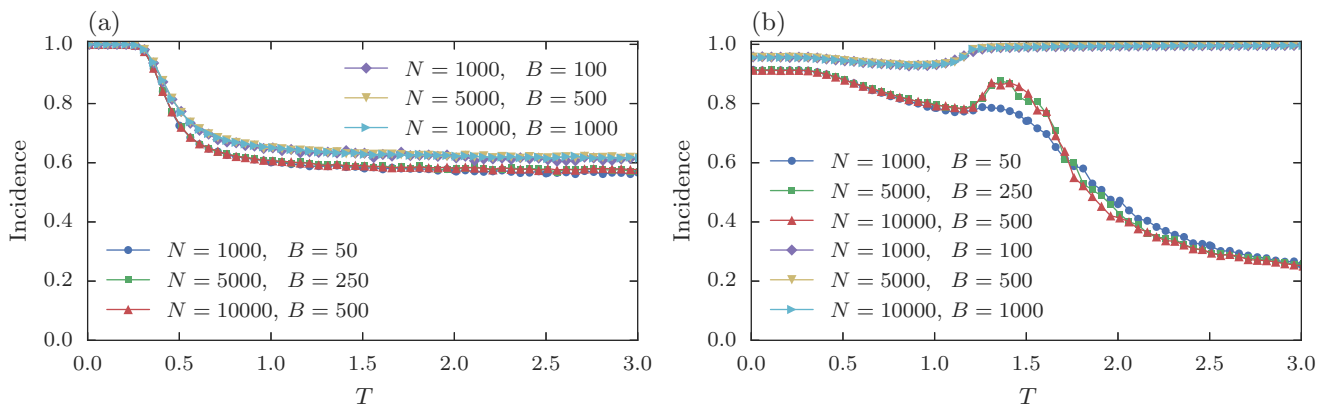 (a)
Incidence
1.0
0.8
0.6
0.4
0.2
0.0
N = 1000, B = 100
N = 5000, B = 500
N = 10000, B = 1000
N = 1000, B = 50
N = 5000, B = 250
N = 10000, B = 500
0.0 0.5 1.0 1.5 2.0 2.5 3.0
T
(b)
Incidence
1.0
0.8
0.6
0.4
0.2
0.0
N = 1000, B = 50
N = 5000, B = 250
N = 10000, B = 500
N = 1000, B = 100
N = 5000, B = 500
N = 10000, B = 1000
0.0 0.5 1.0 1.5 2.0 2.5 3.0
T